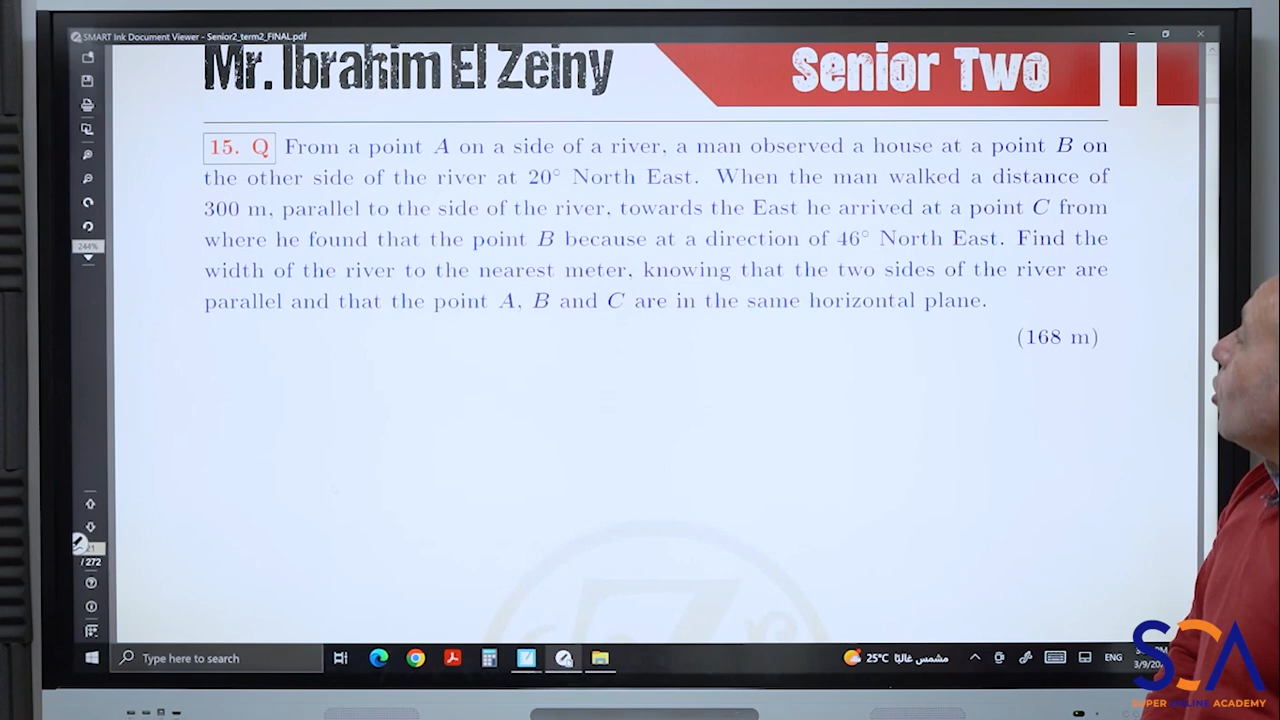 SMART Ink Document Viewer - Senior2_term2_FINAL.pdf
Mr. Ibrahim El Zeiny
Senior Two
15. Q From a point A on a side of a river, a man observed a house at a point B on
the other side of the river at 20° North East. When the man walked a distance of
300 m, parallel to the side of the river, towards the East he arrived at a point C from
where he found that the point B because at a direction of 46° North East. Find the
width of the river to the nearest meter, knowing that the two sides of the river are
parallel and that the point A, B and C are in the same horizontal plane.
(168 m)
244%
21
/ 272
Type here to search
25°C مشمس غالبًا
ENG
SCA
SUPER ONLINE ACADEMY